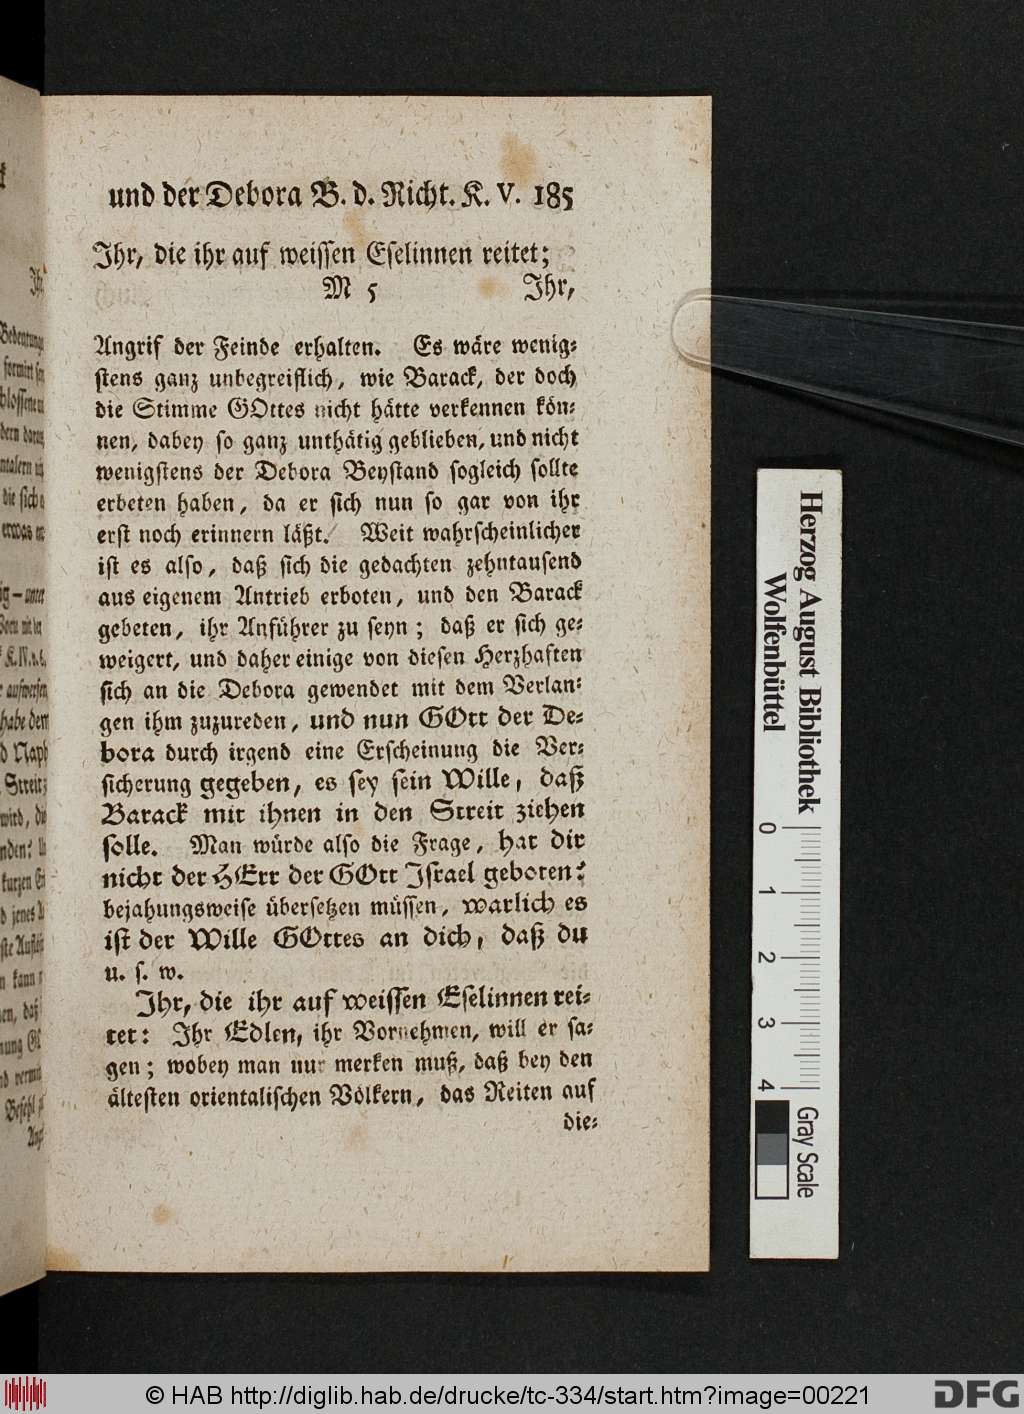 und der Debora B. d. Richt. K. V. 185
Ihr, die ihr auf weissen Eselinnen reitet;
M 5 Ihr,
Angrif der Feinde erhalten. Es wäre wenig-
stens ganz unbegreiflich, wie Barack, der doch
die Stimme GOttes nicht hätte verkennen kön-
nen, dabey so ganz unthätig geblieben, und nicht
wenigstens der Debora Beystand sogleich sollte
erbeten haben, da er sich nun so gar von ihr
erst noch erinnern läßt. Weit wahrscheinlicher
ist es also, daß sich die gedachten zehntausend
aus eigenem Antrieb erboten, und den Barack
gebeten, ihr Anführer zu seyn; daß er sich ge-
weigert, und daher einige von diesen Herzhaften
sich an die Debora gewendet mit dem Verlan-
gen ihm zuzureden, und nun GOtt der De-
bora durch irgend eine Erscheinung die Ver-
sicherung gegeben, es sey sein Wille, daß
Barack mit ihnen in den Streit ziehen
solle. Man würde also die Frage, hat dir
nicht der HErr der GOtt Israel geboten?
bejahungsweise übersetzen müssen, warlich es
ist der Wille GOttes an dich, daß du
u. s. w.
Ihr, die ihr auf weissen Eselinnen rei-
tet: Ihr Edlen, ihr Vornehmen, will er sa-
gen; wobey man nur merken muß, daß bey den
ältesten orientalischen Völkern, das Reiten auf
die-
Herzog August Bibliothek
Wolfenbüttel
0 1 2 3 4
Gray Scale
© HAB http://diglib.hab.de/drucke/tc-334/start.htm?image=00221
DFG